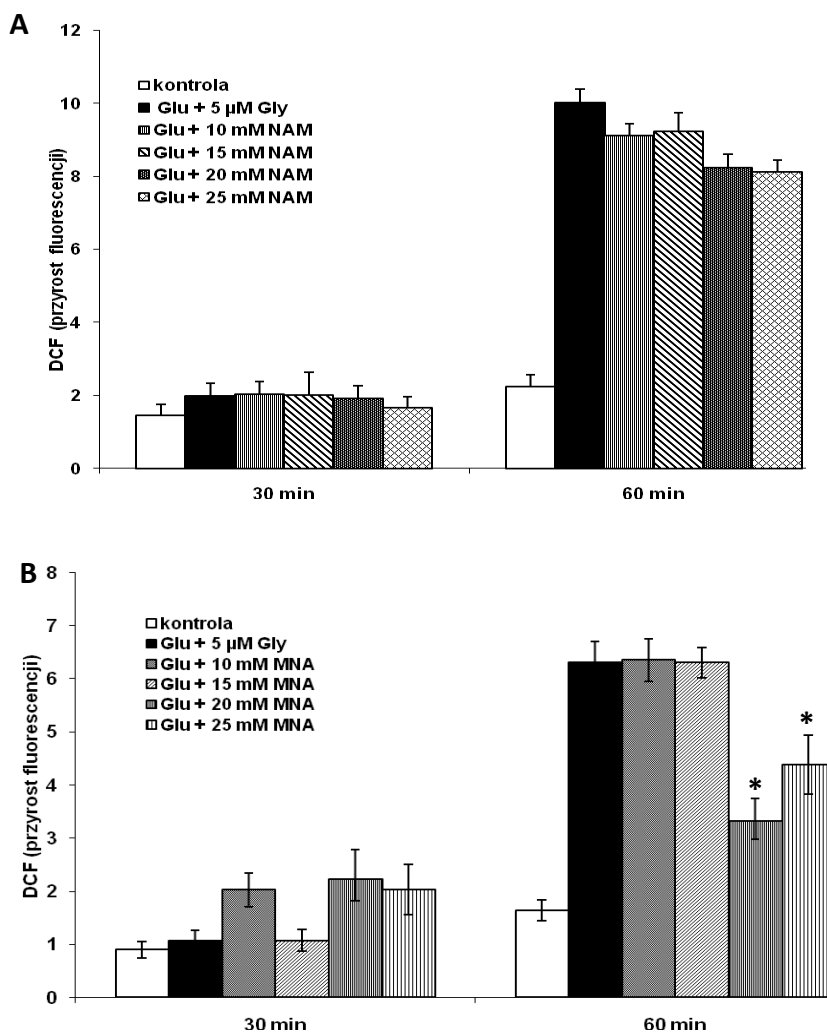 A
12
10
8
6
4
2
0
DCF (przyrost fluorescencji)
kontrola
Glu + 5 µM Gly
Glu + 10 mM NAM
Glu + 15 mM NAM
Glu + 20 mM NAM
Glu + 25 mM NAM
30 min
60 min
B
8
7
6
5
4
3
2
1
0
DCF (przyrost fluorescencji)
kontrola
Glu + 5 µM Gly
Glu + 10 mM MNA
Glu + 15 mM MNA
Glu + 20 mM MNA
Glu + 25 mM MNA
*
*
30 min
60 min